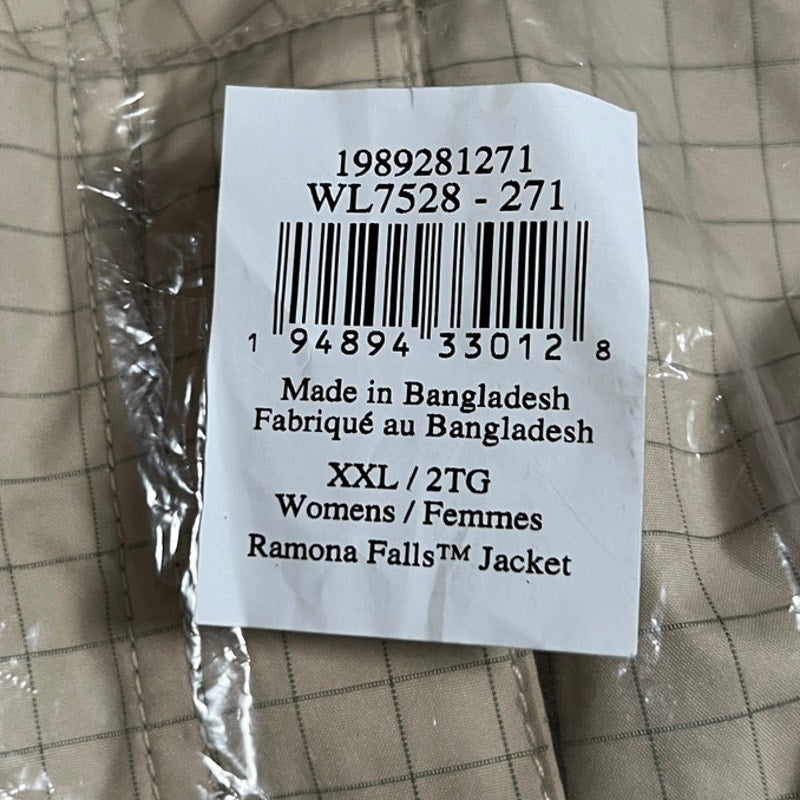 1989281271
WL7528 - 271
1 94894 33012 8
Made in Bangladesh
Fabriqué au Bangladesh
XXL / 2TG
Womens / Femmes
Ramona Falls™ Jacket